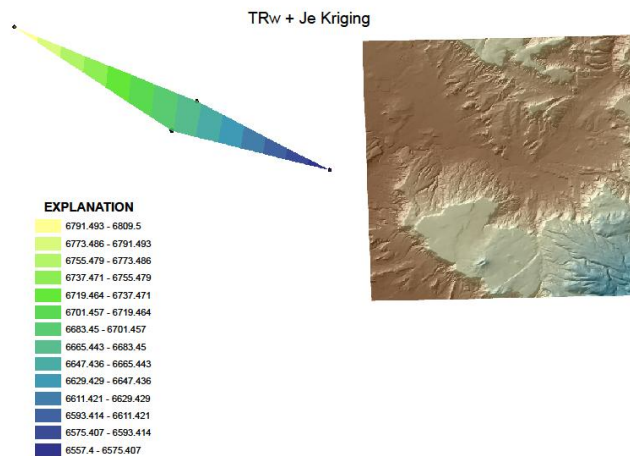 TRw + Je Kriging
EXPLANATION
6791.493 - 6809.5
6773.486 - 6791.493
6755.479 - 6773.486
6737.471 - 6755.479
6719.464 - 6737.471
6701.457 - 6719.464
6683.45 - 6701.457
6665.443 - 6683.45
6647.436 - 6665.443
6629.429 - 6647.436
6611.421 - 6629.429
6593.414 - 6611.421
6575.407 - 6593.414
6557.4 - 6575.407